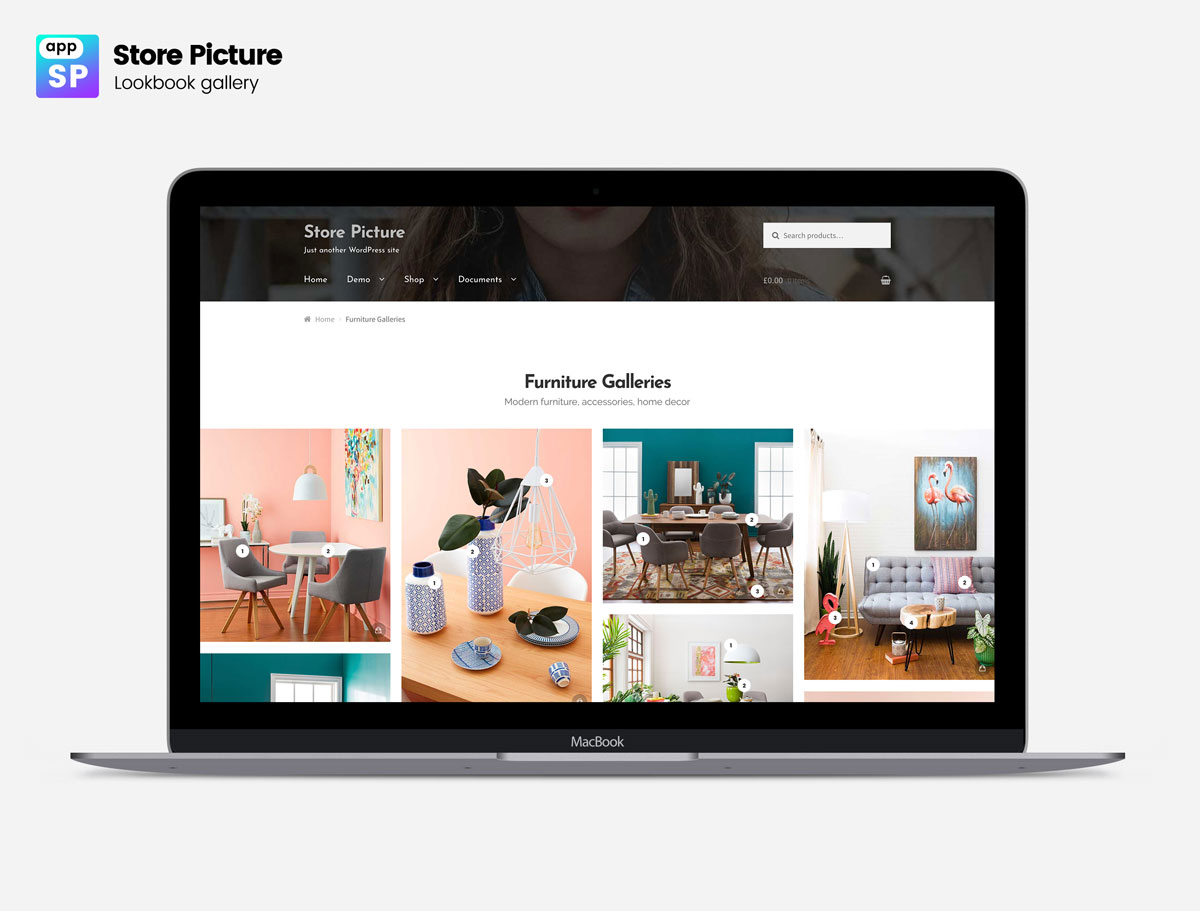 app
SP
Store Picture
Lookbook gallery
Store Picture
Just another WordPress site
Search products...
Home
Demo
Shop
Documents
£0.00
Home
Furniture Galleries
Furniture Galleries
Modern furniture, accessories, home decor
1
2
1
2
3
1
2
3
1
2
1
2
3
4
MacBook